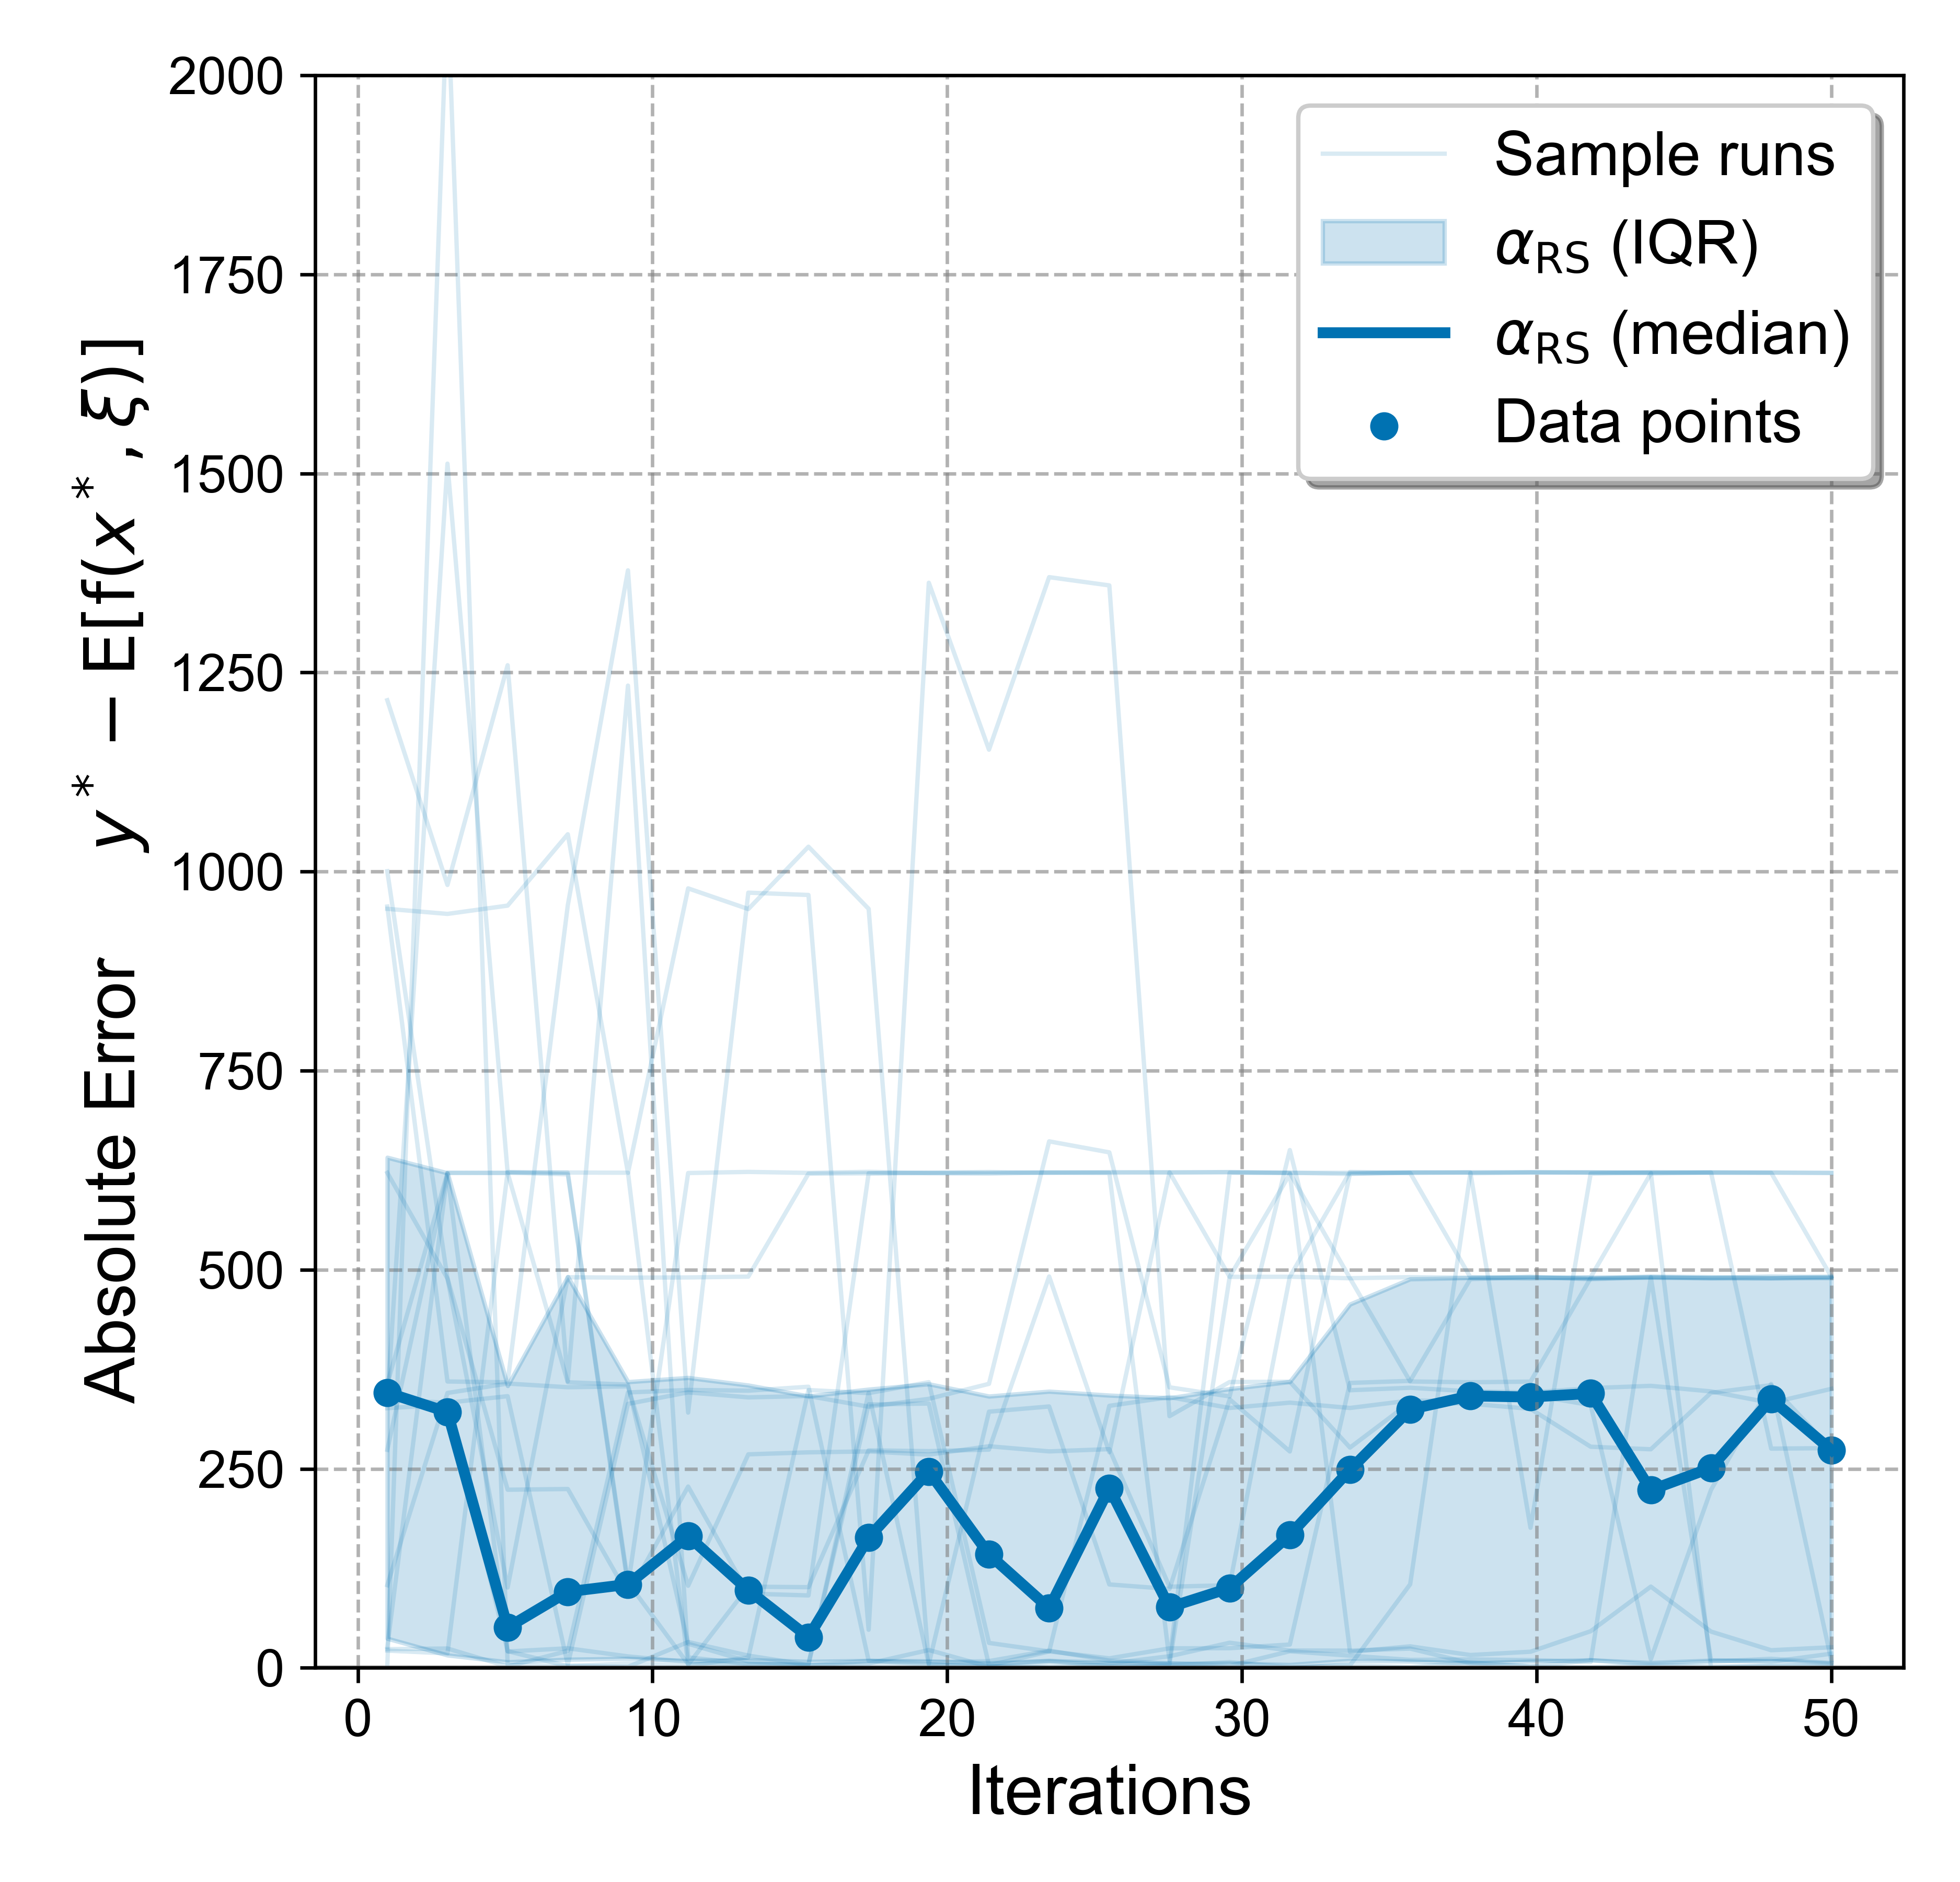 2000
1750
1500
1250
1000
750
500
250
0
0 10 20 30 40 50
Iterations
Absolute Error y* − E[f(x*, ξ)]
Sample runs
α_RS (IQR)
α_RS (median)
Data points